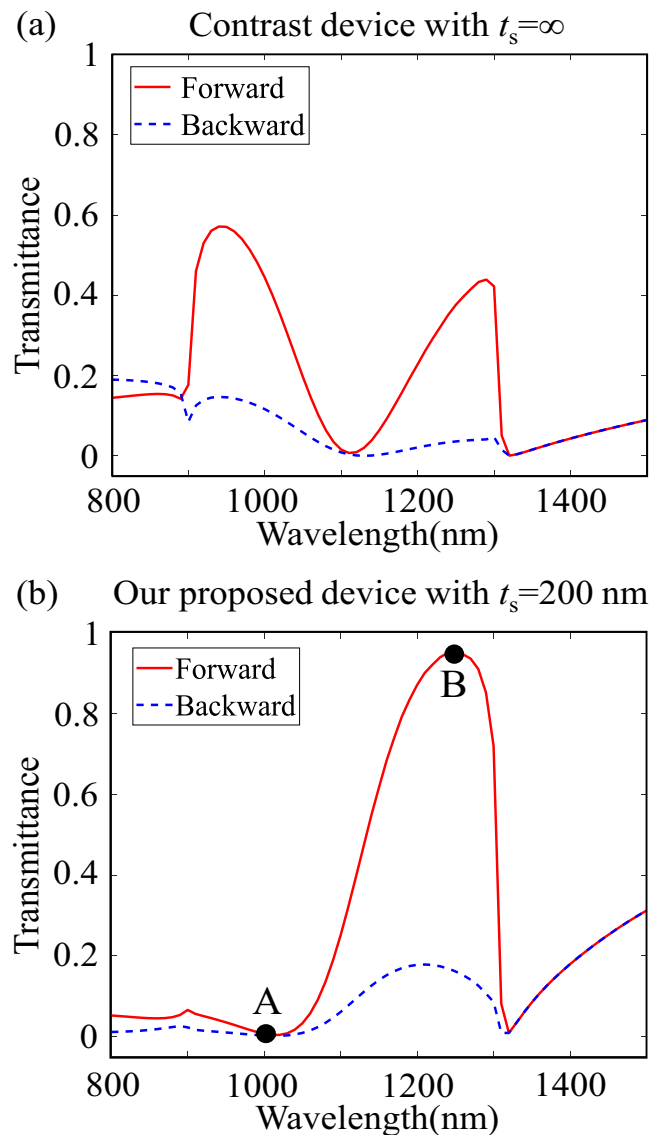 (a) Contrast device with tₛ=∞
1
Forward
Backward
0.8
0.6
0.4
0.2
0
Transmittance
800 1000 1200 1400
Wavelength(nm)
(b) Our proposed device with tₛ=200 nm
1
Forward
Backward
B
0.8
0.6
0.4
0.2
A
0
Transmittance
800 1000 1200 1400
Wavelength(nm)